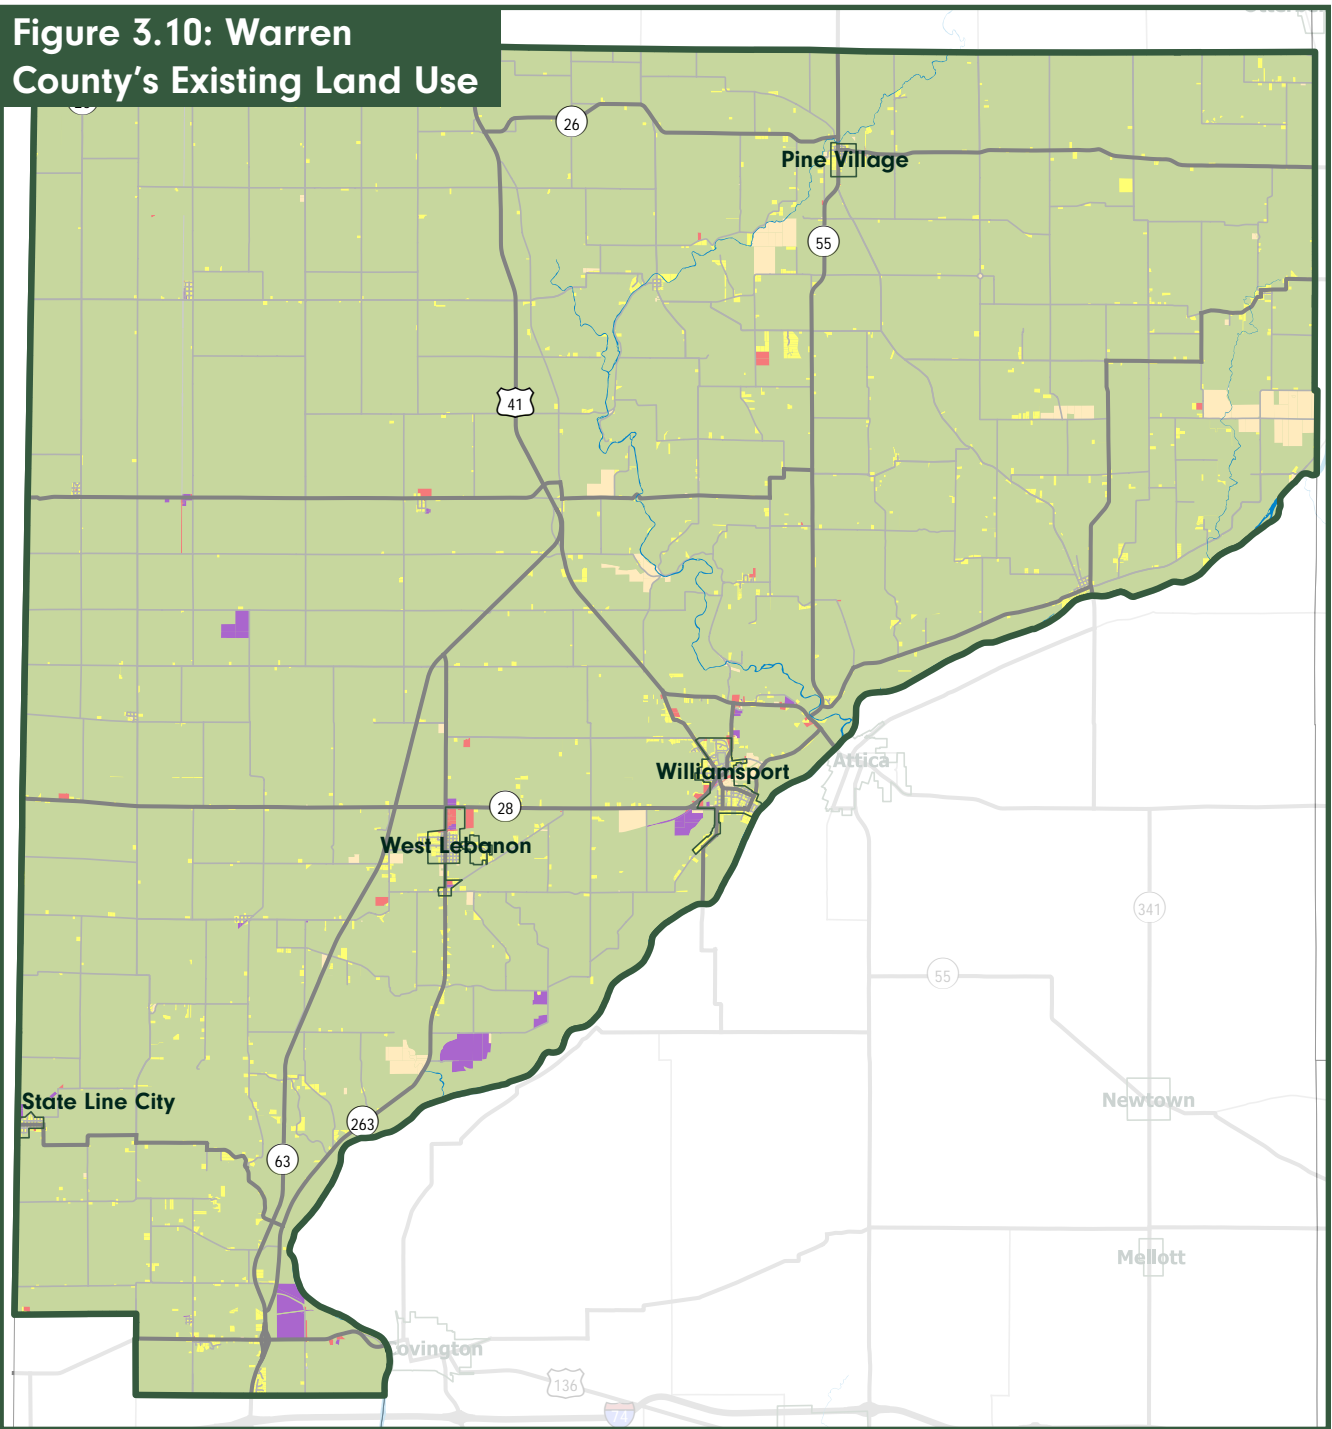 Figure 3.10: Warren
County's Existing Land Use
26
Pine Village
55
41
Williamsport
Attica
28
West Lebanon
341
55
State Line City
Newtown
263
63
Mellott
Covington
136
74